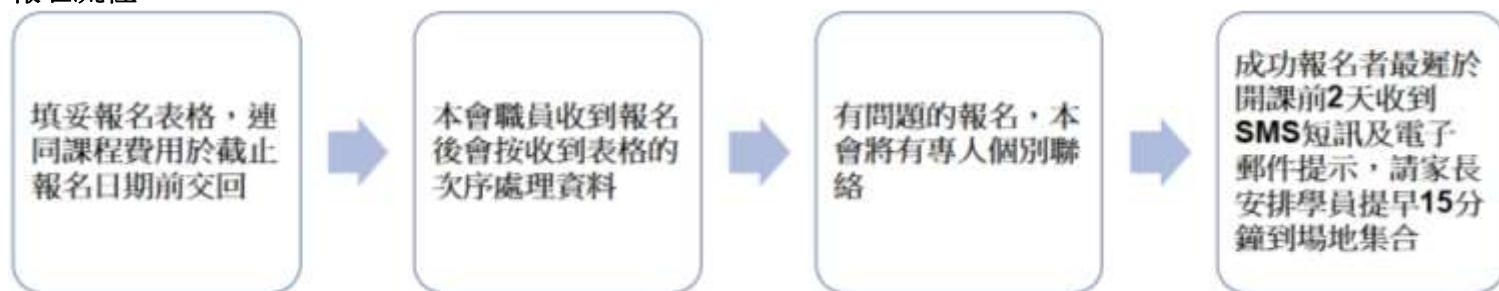 填妥報名表格，連
同課程費用於截止
報名日期前交回
本會職員收到報名
後會按收到表格的
次序處理資料
有問題的報名，本
會將有專人個別聯
絡
成功報名者最遲於
開課前2天收到
SMS短訊及電子
郵件提示，請家長
安排學員提早15分
鐘到場地集合